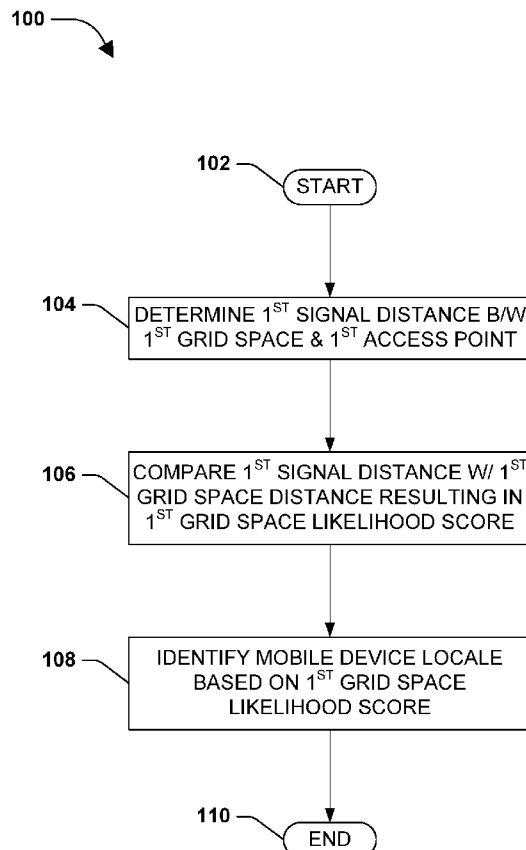 100
102
START
104
DETERMINE 1ST SIGNAL DISTANCE B/W
1ST GRID SPACE & 1ST ACCESS POINT
106
COMPARE 1ST SIGNAL DISTANCE W/ 1ST
GRID SPACE DISTANCE RESULTING IN
1ST GRID SPACE LIKELIHOOD SCORE
108
IDENTIFY MOBILE DEVICE LOCALE
BASED ON 1ST GRID SPACE
LIKELIHOOD SCORE
110
END